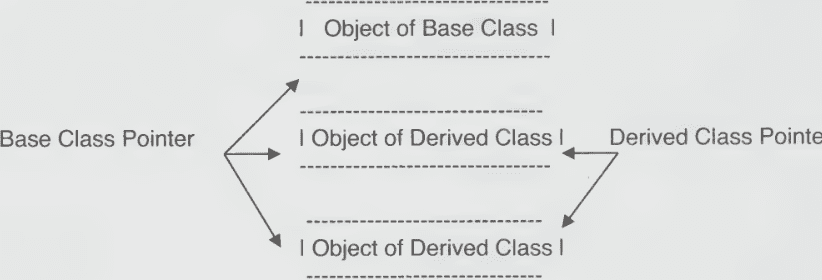 Object of Base Class
Base Class Pointer
Object of Derived Class
Derived Class Pointe
Object of Derived Class